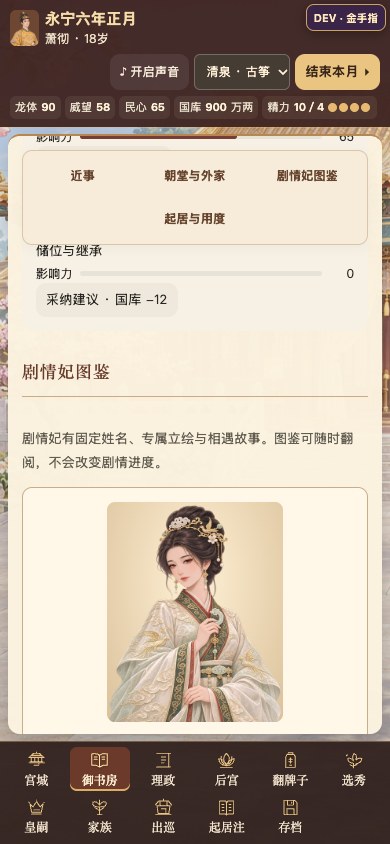 永宁六年正月
萧彻 · 18岁
DEV · 金手指
♪ 开启声音
清泉 · 古筝
结束本月
龙体 90
威望 58
民心 65
国库 900 万两
精力 10 / 4
影响力 65
近事
朝堂与外家
剧情妃图鉴
起居与用度
储位与继承
影响力 0
采纳建议 · 国库 −12
剧情妃图鉴
剧情妃有固定姓名、专属立绘与相遇故事。图鉴可随时翻
阅，不会改变剧情进度。
宫城
御书房
理政
后宫
翻牌子
选秀
皇嗣
家族
出巡
起居注
存档